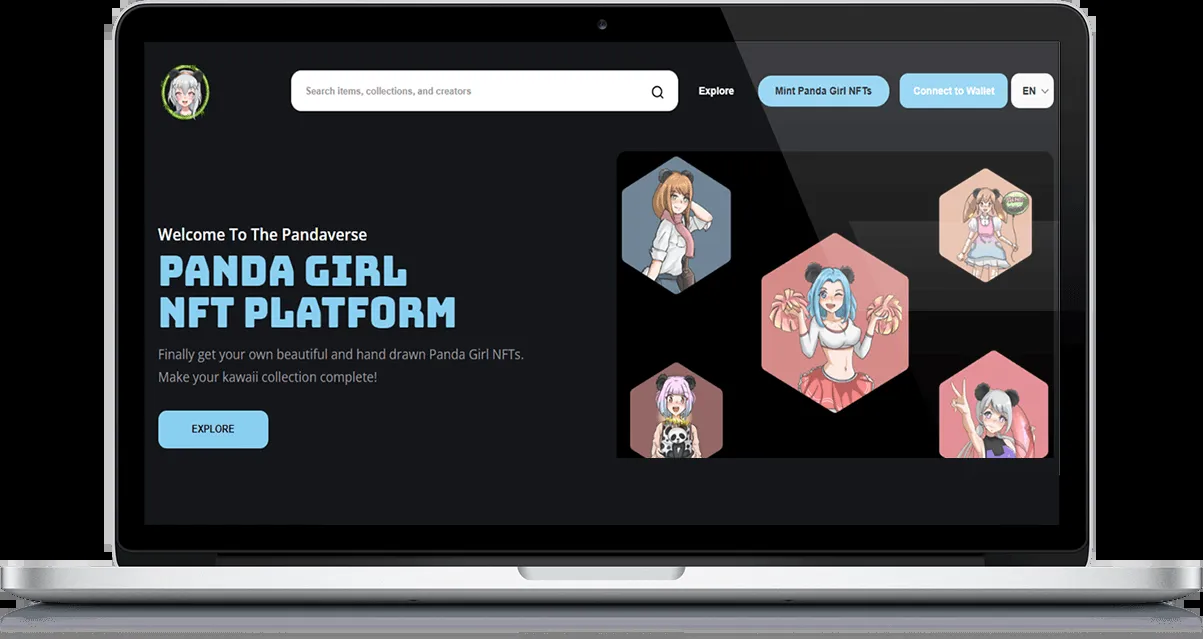 Search items, collections, and creators
Explore
Mint Panda Girl NFTs
Connect to Wallet
EN
Welcome To The Pandaverse
PANDA GIRL
NFT PLATFORM
Finally get your own beautiful and hand drawn Panda Girl NFTs.
Make your kawaii collection complete!
EXPLORE